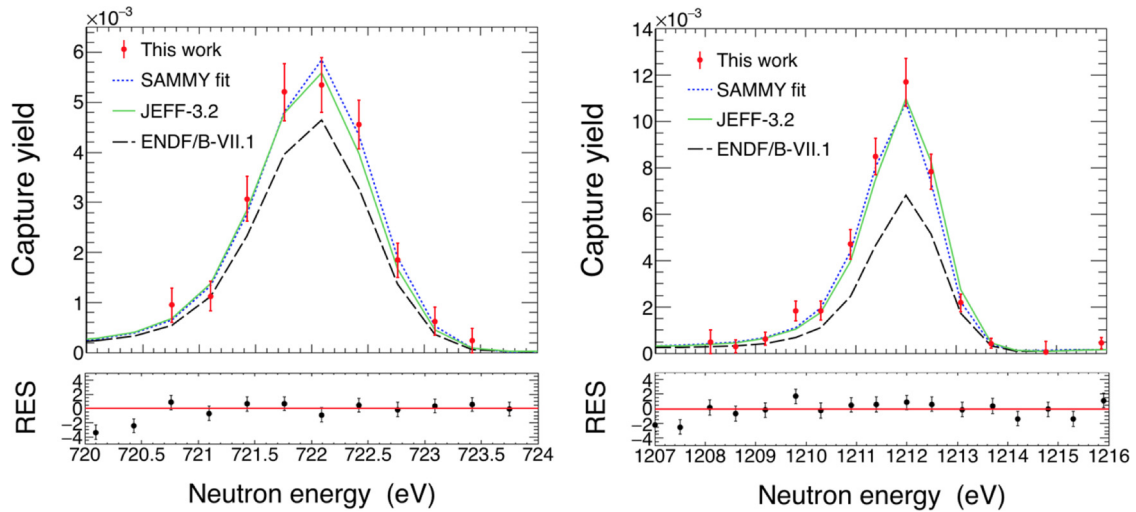 ×10⁻³
6
5
4
3
2
1
0
Capture yield
This work
SAMMY fit
JEFF-3.2
ENDF/B-VII.1
4
2
0
−2
−4
RES
720 720.5 721 721.5 722 722.5 723 723.5 724
Neutron energy (eV)
×10⁻³
14
12
10
8
6
4
2
0
Capture yield
This work
SAMMY fit
JEFF-3.2
ENDF/B-VII.1
4
2
0
−2
−4
RES
1207 1208 1209 1210 1211 1212 1213 1214 1215 1216
Neutron energy (eV)